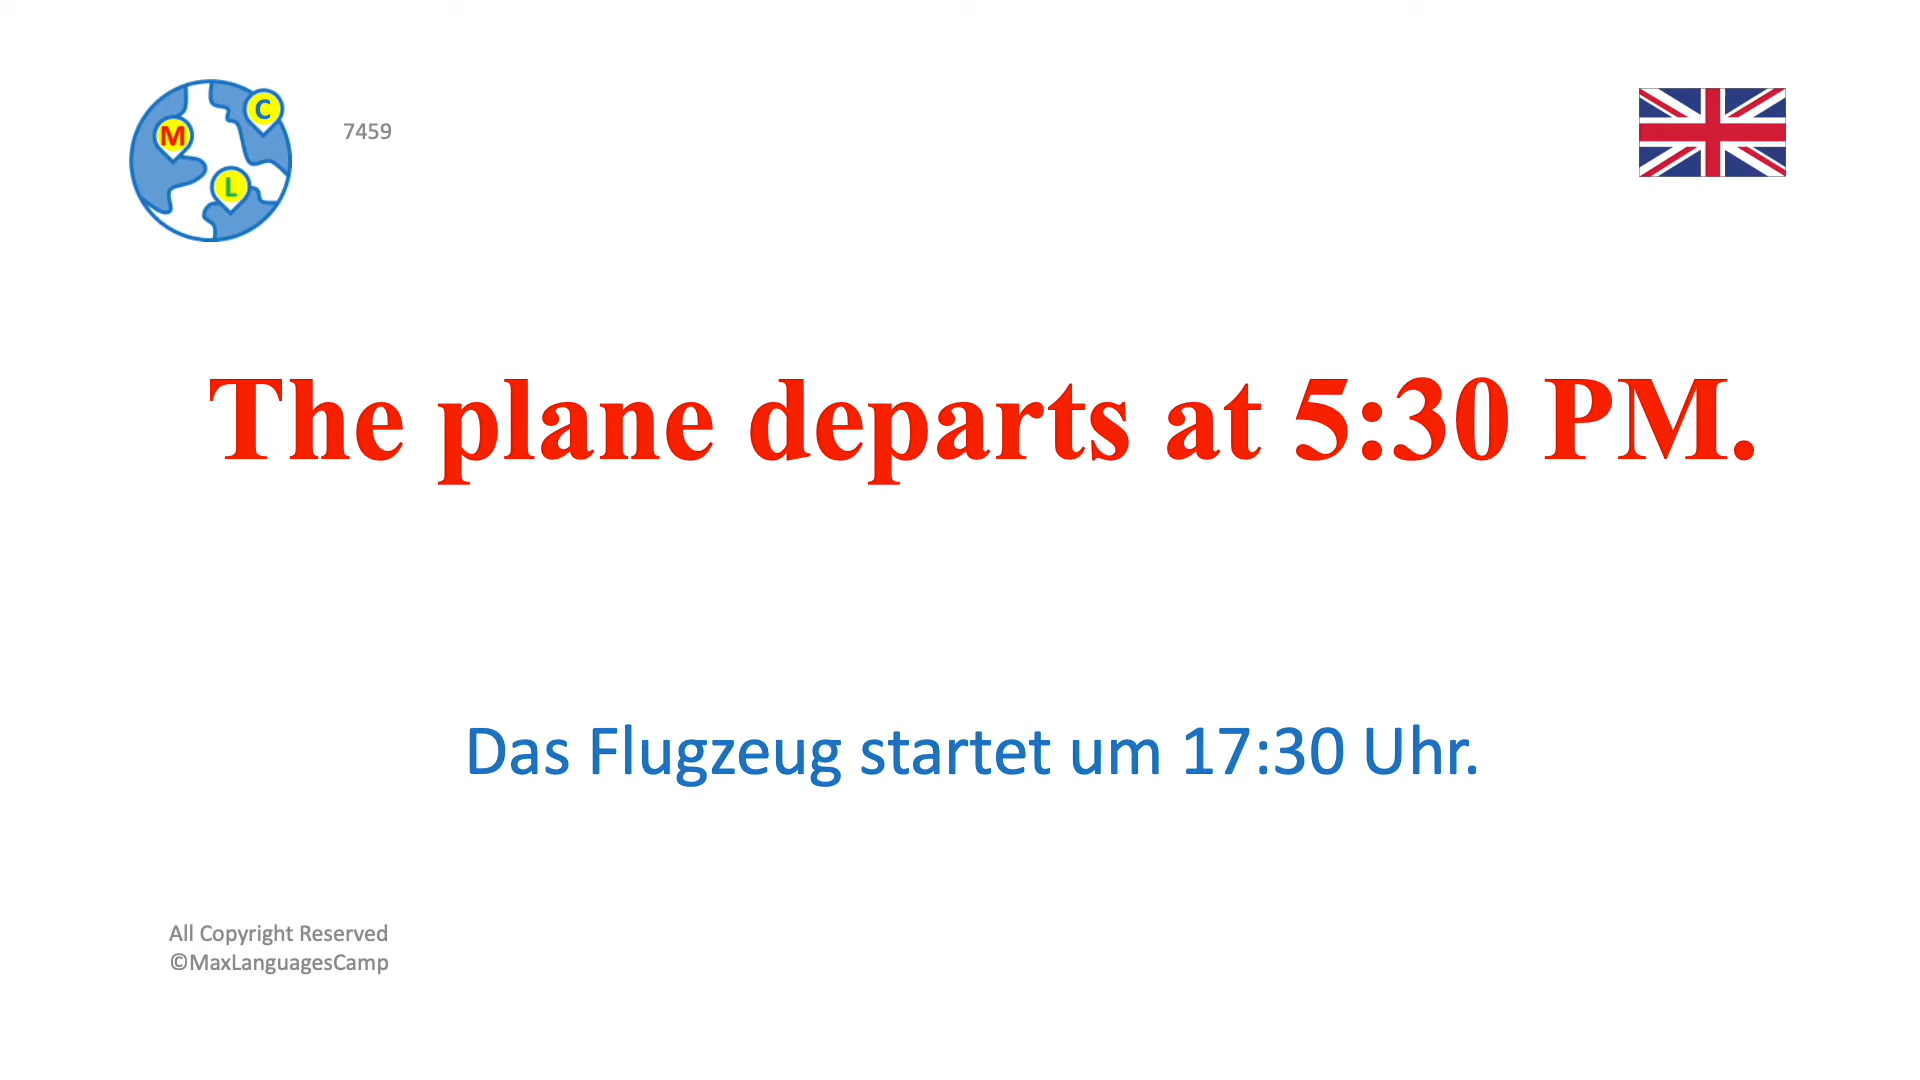 C
M
L
7459
The plane departs at 5:30 PM.
Das Flugzeug startet um 17:30 Uhr.
All Copyright Reserved
©MaxLanguagesCamp